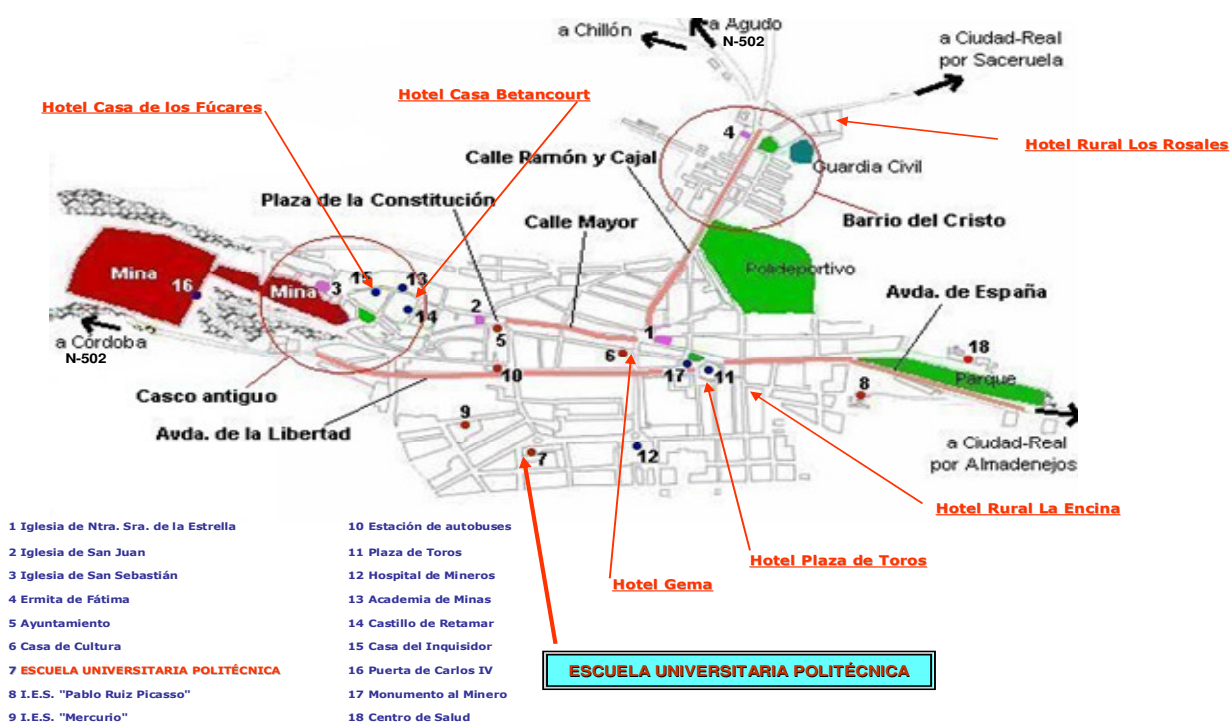 a Chillón
a Agudo
N-502
a Ciudad-Real
por Saceruela
Hotel Casa de los Fúcares
Hotel Casa Betancourt
4
Hotel Rural Los Rosales
Calle Ramón y Cajal
Guardia Civil
Plaza de la Constitución
Calle Mayor
Barrio del Cristo
Mina
16
Mina
3
15
13
14
Polideportivo
Avda. de España
2
5
1
6
a Córdoba
N-502
18
17
11
Parque
10
8
Casco antiguo
9
Avda. de la Libertad
7
12
a Ciudad-Real
por Almadenejos
Hotel Rural La Encina
Hotel Plaza de Toros
Hotel Gema
1 Iglesia de Ntra. Sra. de la Estrella
2 Iglesia de San Juan
3 Iglesia de San Sebastián
4 Ermita de Fátima
5 Ayuntamiento
6 Casa de Cultura
7 ESCUELA UNIVERSITARIA POLITÉCNICA
8 I.E.S. "Pablo Ruiz Picasso"
9 I.E.S. "Mercurio"
10 Estación de autobuses
11 Plaza de Toros
12 Hospital de Mineros
13 Academia de Minas
14 Castillo de Retamar
15 Casa del Inquisidor
16 Puerta de Carlos IV
17 Monumento al Minero
18 Centro de Salud
ESCUELA UNIVERSITARIA POLITÉCNICA